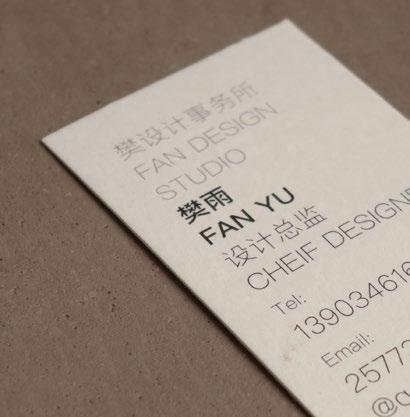 樊设计事务所
FAN DESIGN
STUDIO
樊雨
FAN YU
设计总监
CHEIF DESIGNE
Tel:
139034616
Email:
2577